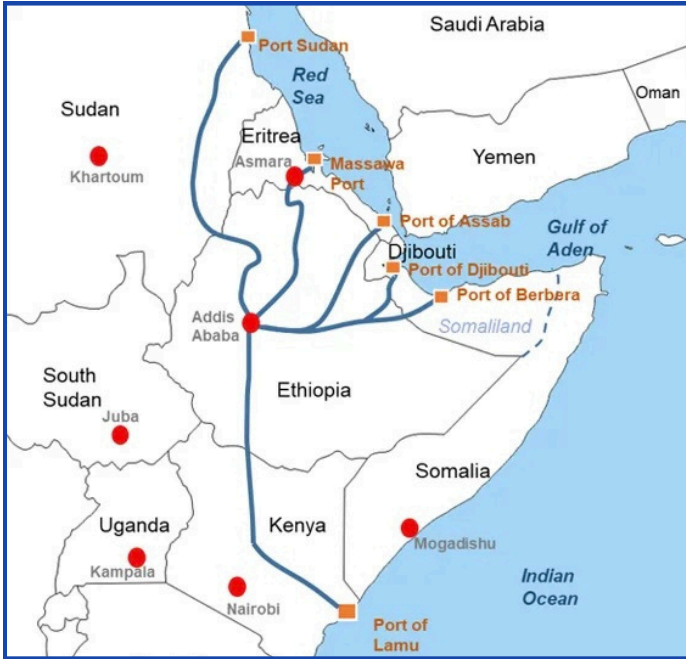 Saudi Arabia
Port Sudan
Red
Sea
Oman
Sudan
Eritrea
Asmara
Massawa
Port
Yemen
Khartoum
Port of Assab
Gulf of
Aden
Djibouti
Port of Djibouti
Port of Berbera
Addis
Ababa
Somaliland
South
Sudan
Ethiopia
Juba
Somalia
Uganda
Kenya
Mogadishu
Kampala
Nairobi
Indian
Ocean
Port of
Lamu